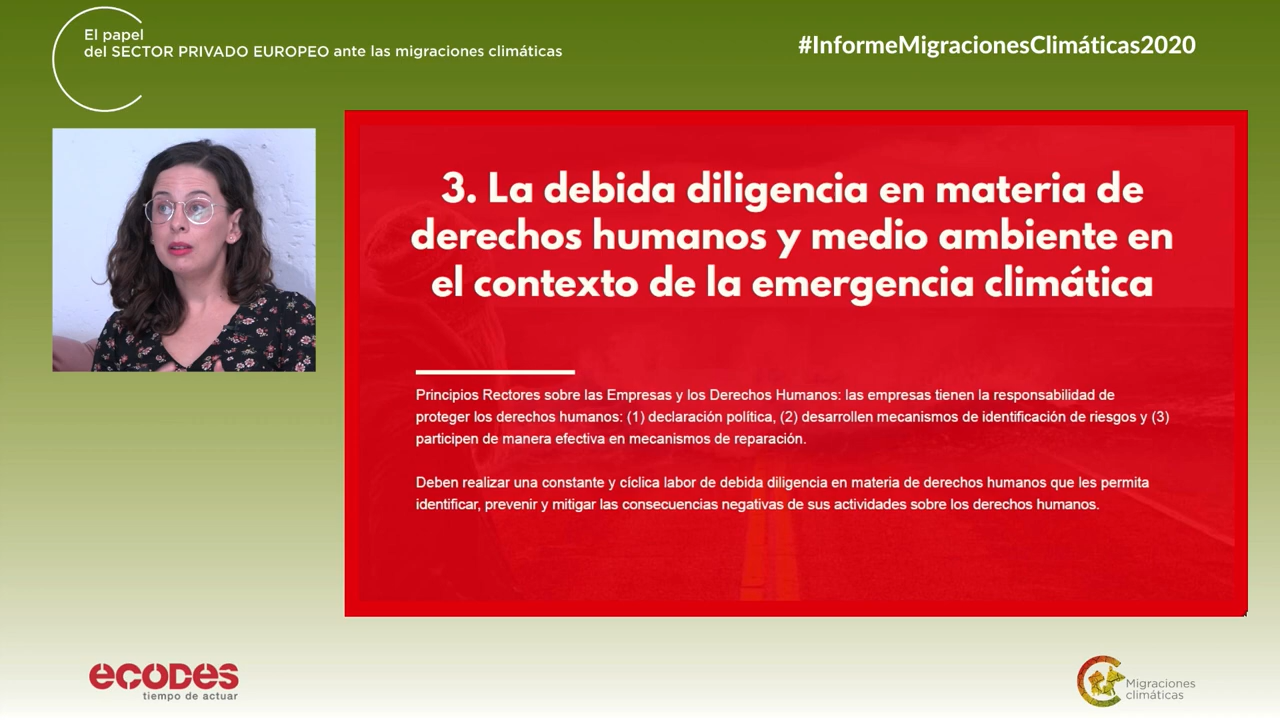 El papel
del SECTOR PRIVADO EUROPEO ante las migraciones climáticas
#InformeMigracionesClimáticas2020
3. La debida diligencia en materia de
derechos humanos y medio ambiente en
el contexto de la emergencia climática
Principios Rectores sobre las Empresas y los Derechos Humanos: las empresas tienen la responsabilidad de
proteger los derechos humanos: (1) declaración política, (2) desarrollen mecanismos de identificación de riesgos y (3)
participen de manera efectiva en mecanismos de reparación.
Deben realizar una constante y cíclica labor de debida diligencia en materia de derechos humanos que les permita
identificar, prevenir y mitigar las consecuencias negativas de sus actividades sobre los derechos humanos.
ecodes
tiempo de actuar
Migraciones
climáticas